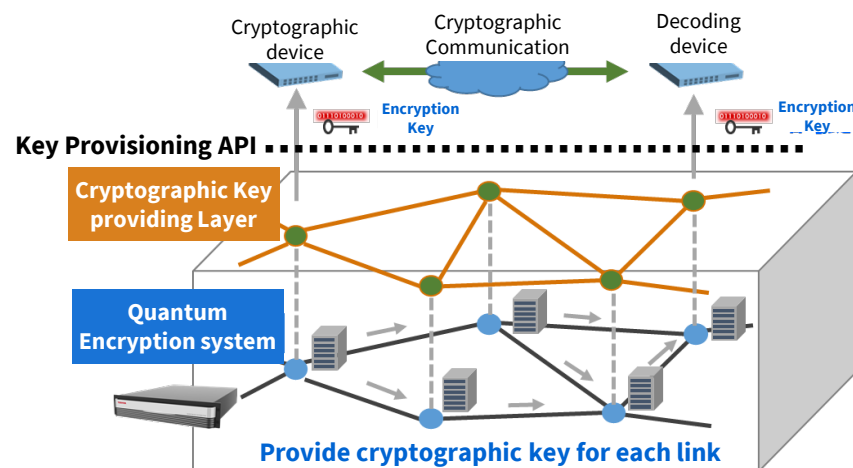 Cryptographic
device
Cryptographic
Communication
Decoding
device
01110100010
Encryption
Key
01110100010
Encryption
Key
Key Provisioning API
Cryptographic Key
providing Layer
Quantum
Encryption system
Provide cryptographic key for each link